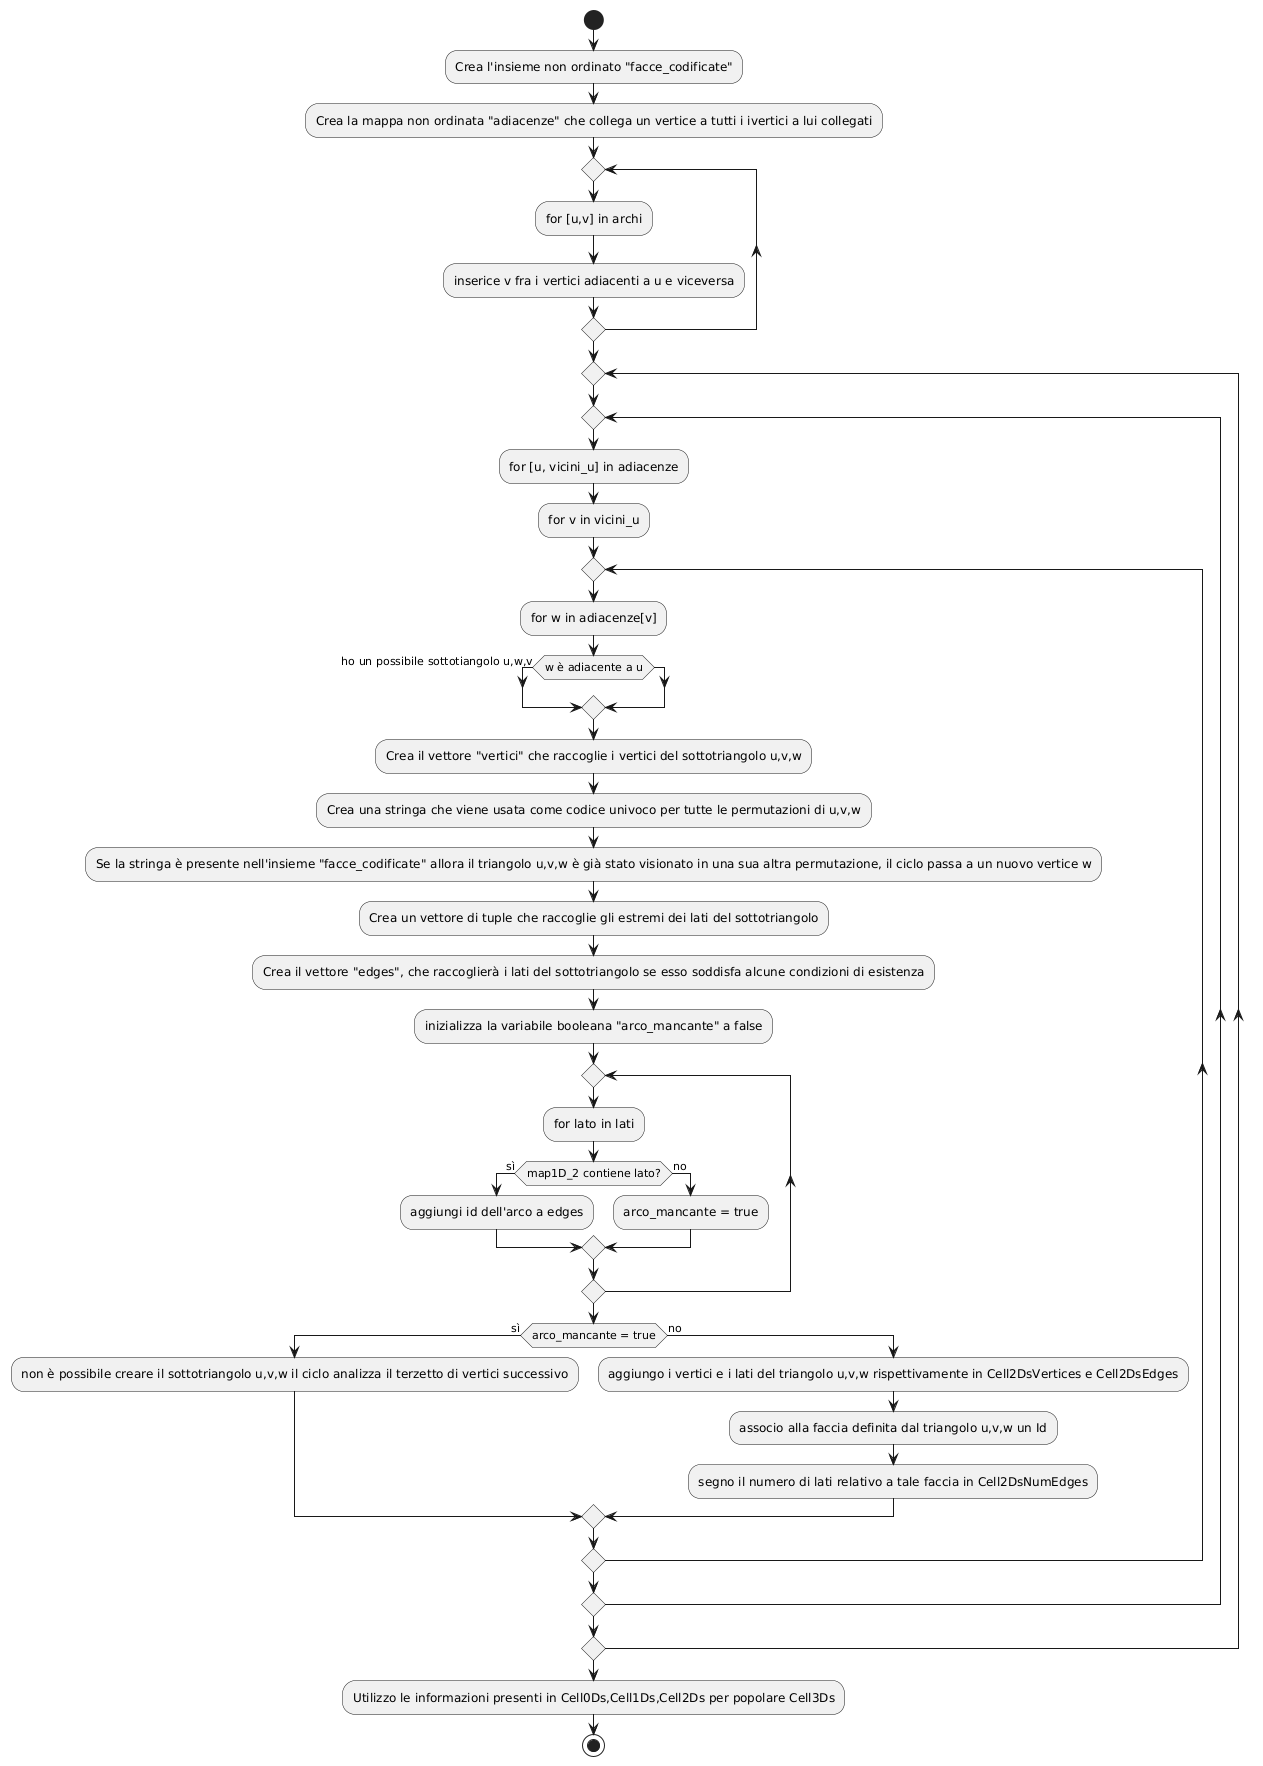 Crea l'insieme non ordinato "facce_codificate"
Crea la mappa non ordinata "adiacenze" che collega un vertice a tutti i ivertici a lui collegati
for [u,v] in archi
inserice v fra i vertici adiacenti a u e viceversa
for [u, vicini_u] in adiacenze
for v in vicini_u
for w in adiacenze[v]
ho un possibile sottotiangolo u,w,v
w è adiacente a u
Crea il vettore "vertici" che raccoglie i vertici del sottotriangolo u,v,w
Crea una stringa che viene usata come codice univoco per tutte le permutazioni di u,v,w
Se la stringa è presente nell'insieme "facce_codificate" allora il triangolo u,v,w è già stato visionato in una sua altra permutazione, il ciclo passa a un nuovo vertice w
Crea un vettore di tuple che raccoglie gli estremi dei lati del sottotriangolo
Crea il vettore "edges", che raccoglierà i lati del sottotriangolo se esso soddisfa alcune condizioni di esistenza
inizializza la variabile booleana "arco_mancante" a false
for lato in lati
sì
map1D_2 contiene lato?
no
aggiungi id dell'arco a edges
arco_mancante = true
sì
arco_mancante = true
no
non è possibile creare il sottotriangolo u,v,w il ciclo analizza il terzetto di vertici successivo
aggiungo i vertici e i lati del triangolo u,v,w rispettivamente in Cell2DsVertices e Cell2DsEdges
associo alla faccia definita dal triangolo u,v,w un Id
segno il numero di lati relativo a tale faccia in Cell2DsNumEdges
Utilizzo le informazioni presenti in Cell0Ds,Cell1Ds,Cell2Ds per popolare Cell3Ds